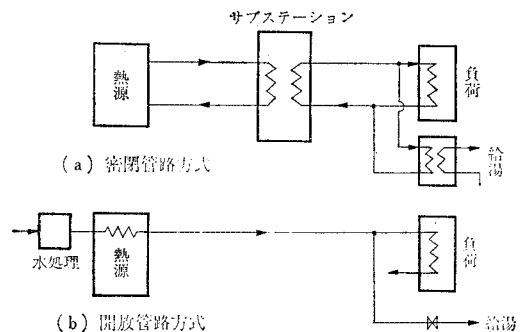 サブステーション
熱源
負荷
給湯
(a) 密閉管路方式
水処理
熱源
負荷
給湯
(b) 開放管路方式